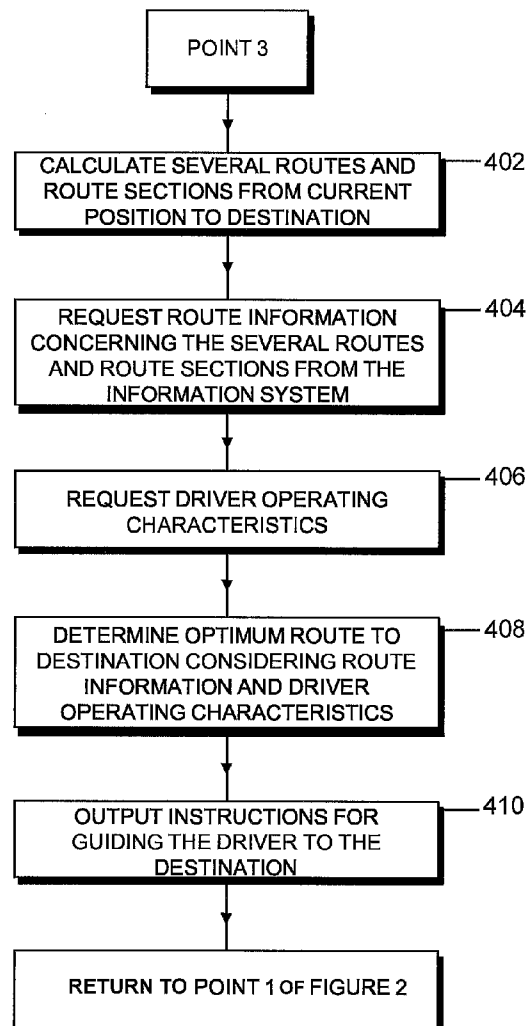 POINT 3
CALCULATE SEVERAL ROUTES AND
ROUTE SECTIONS FROM CURRENT
POSITION TO DESTINATION
402
REQUEST ROUTE INFORMATION
CONCERNING THE SEVERAL ROUTES
AND ROUTE SECTIONS FROM THE
INFORMATION SYSTEM
404
REQUEST DRIVER OPERATING
CHARACTERISTICS
406
DETERMINE OPTIMUM ROUTE TO
DESTINATION CONSIDERING ROUTE
INFORMATION AND DRIVER
OPERATING CHARACTERISTICS
408
OUTPUT INSTRUCTIONS FOR
GUIDING THE DRIVER TO THE
DESTINATION
410
RETURN TO POINT 1 OF FIGURE 2